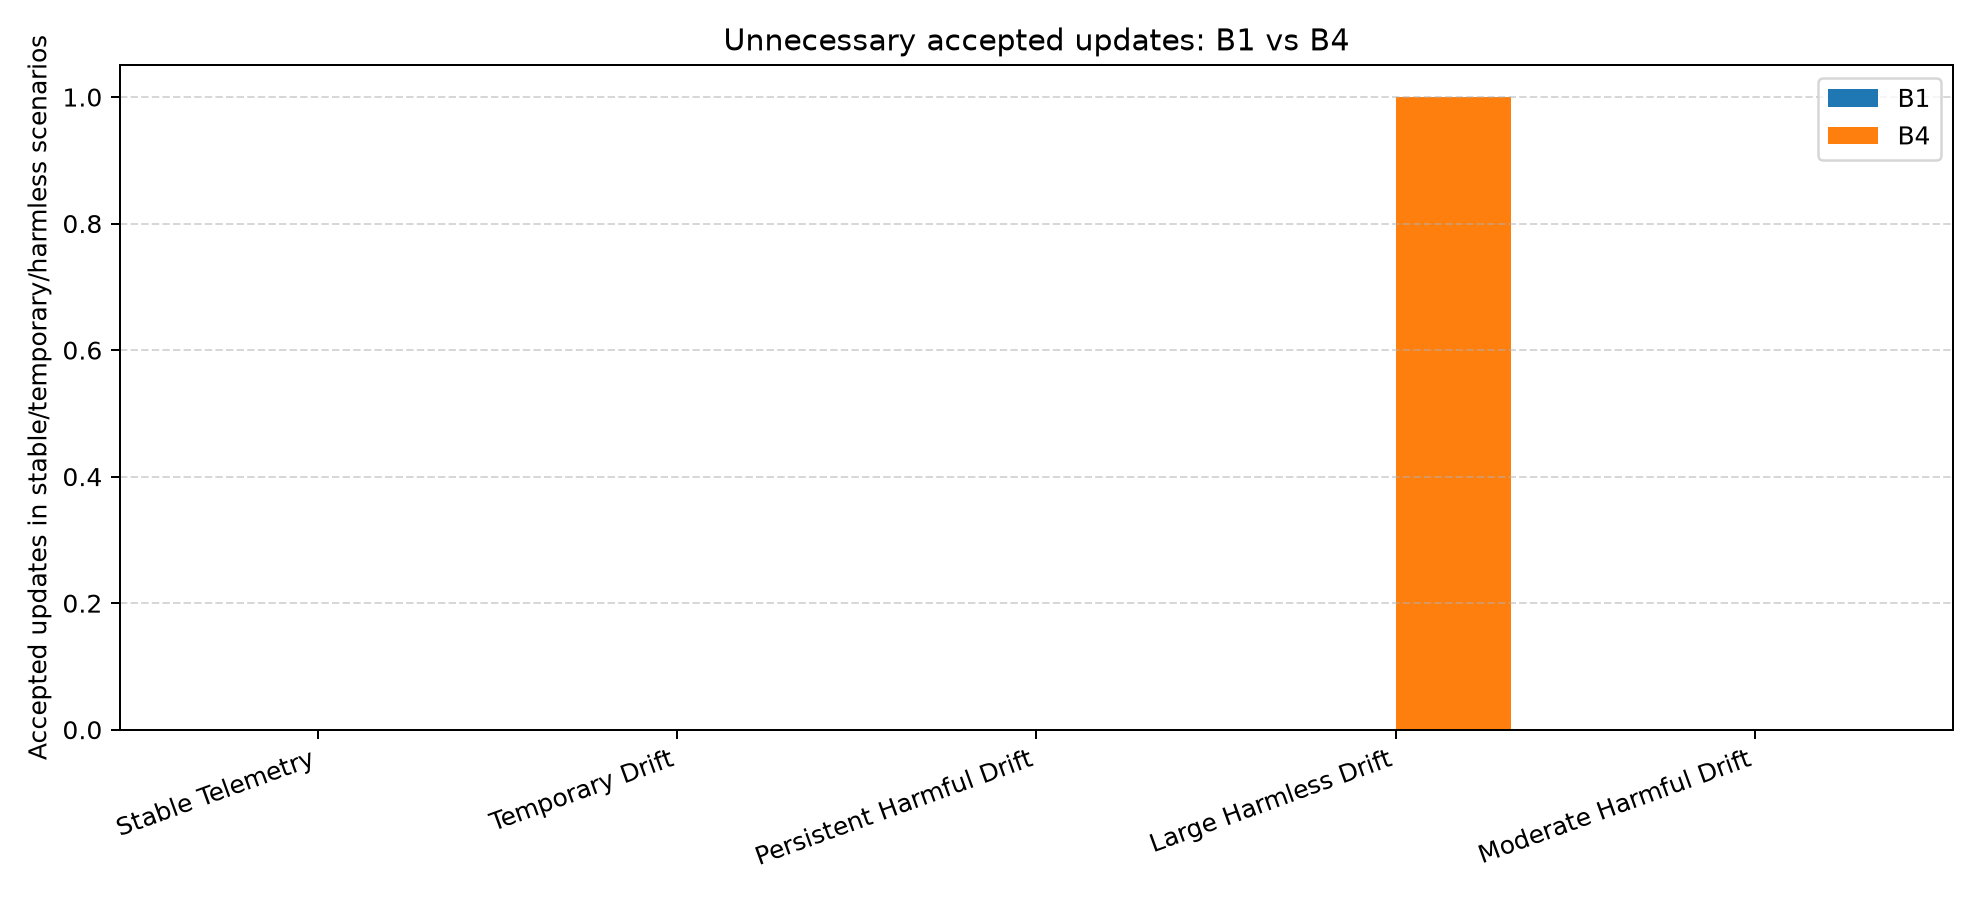 Unnecessary accepted updates: B1 vs B4
Accepted updates in stable/temporary/harmless scenarios
1.0
0.8
0.6
0.4
0.2
0.0
B1
B4
Stable Telemetry
Temporary Drift
Persistent Harmful Drift
Large Harmless Drift
Moderate Harmful Drift